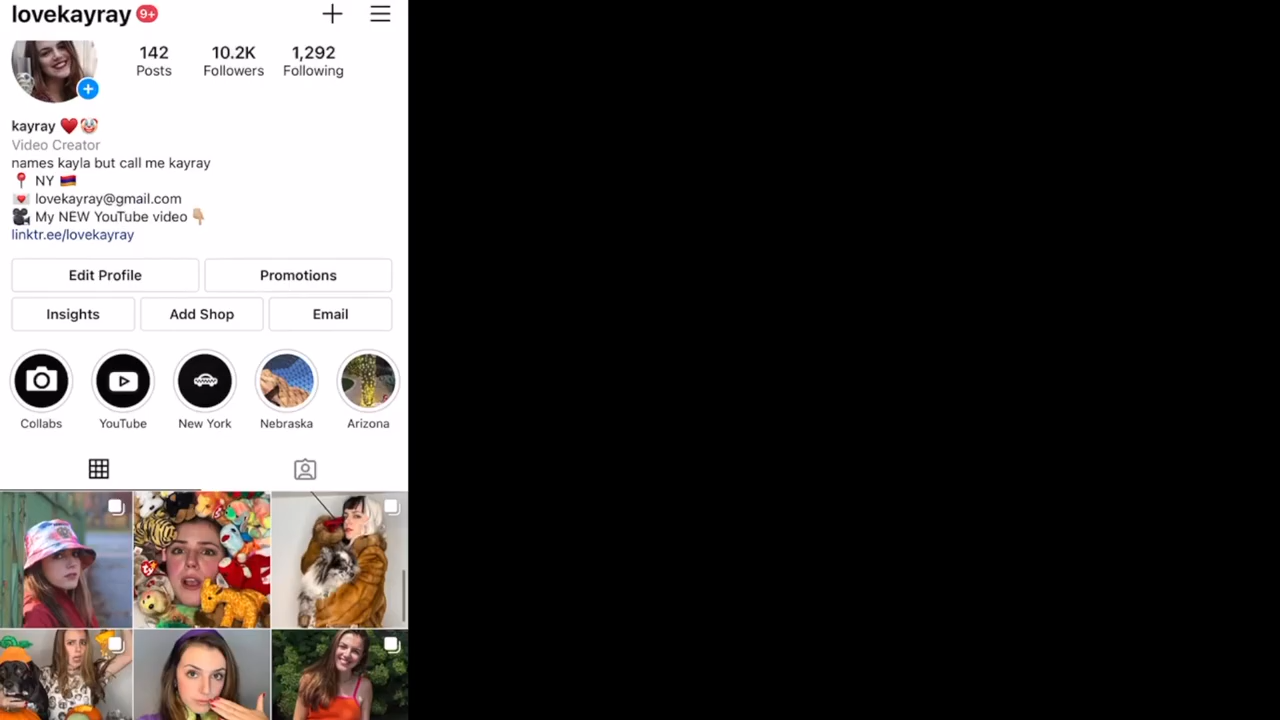 lovekayray 9+
142 10.2K 1,292
Posts Followers Following
kayray ❤️🤡
Video Creator
names kayla but call me kayray
📍 NY 🇦🇲
💌 lovekayray@gmail.com
🎥 My NEW YouTube video 👇🏼
linktr.ee/lovekayray
Edit Profile Promotions
Insights Add Shop Email
Collabs YouTube New York Nebraska Arizona
ty
ty